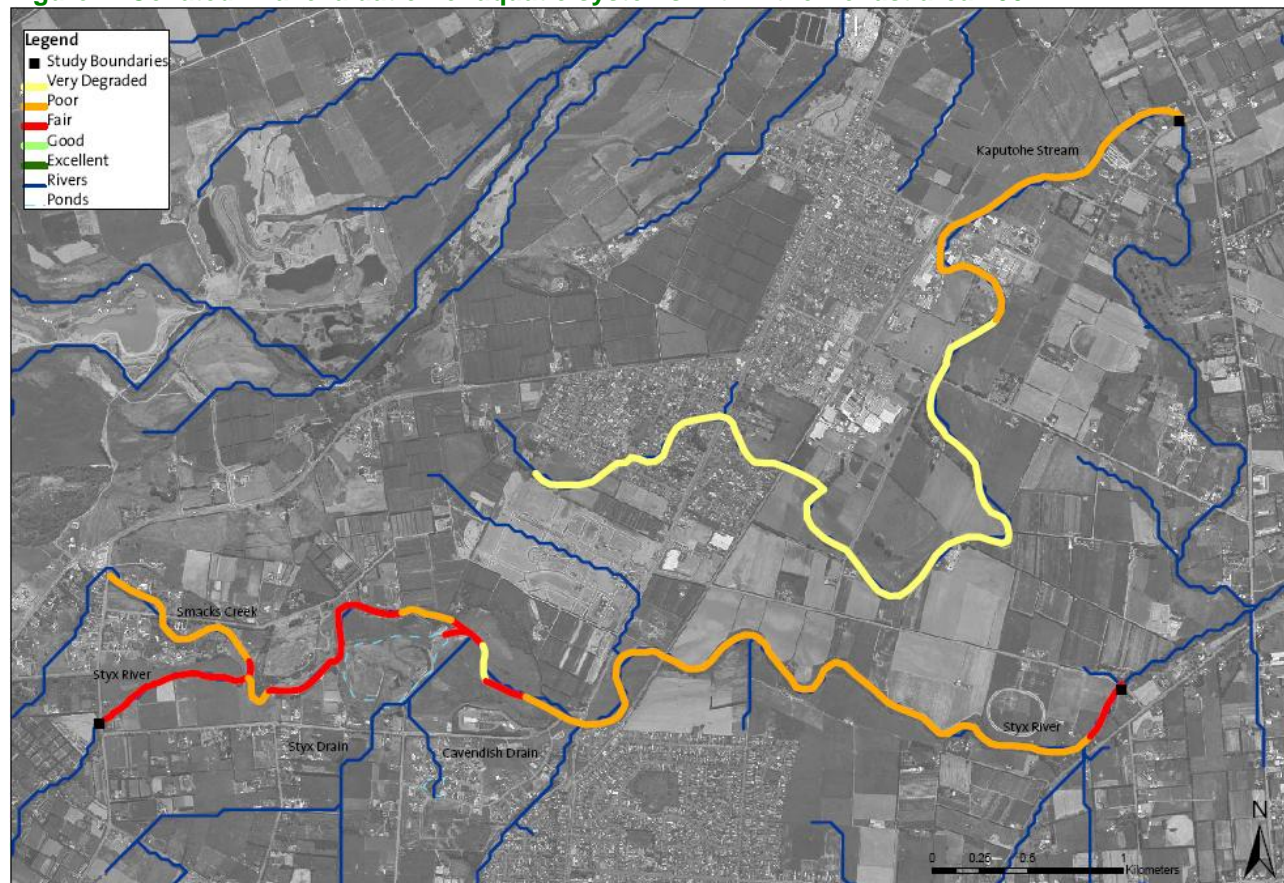 Legend
Study Boundaries
Very Degraded
Poor
Fair
Good
Excellent
Rivers
Ponds
Kaputohe Stream
Smacks Creek
Styx River
Styx Drain
Cavendish Drain
Styx River
N
0 0.25 0.5 1
Kilometers